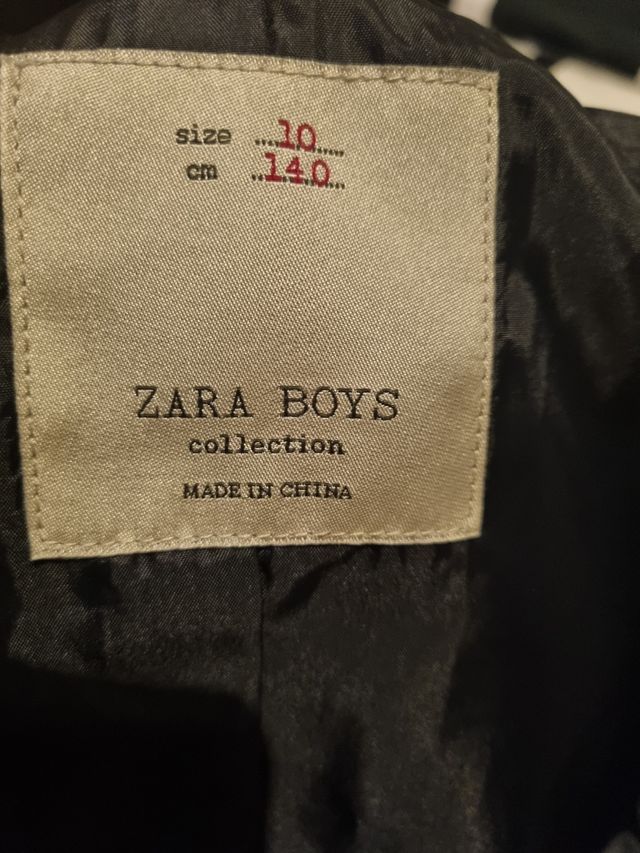 size 10
cm 140
ZARA BOYS
collection
MADE IN CHINA